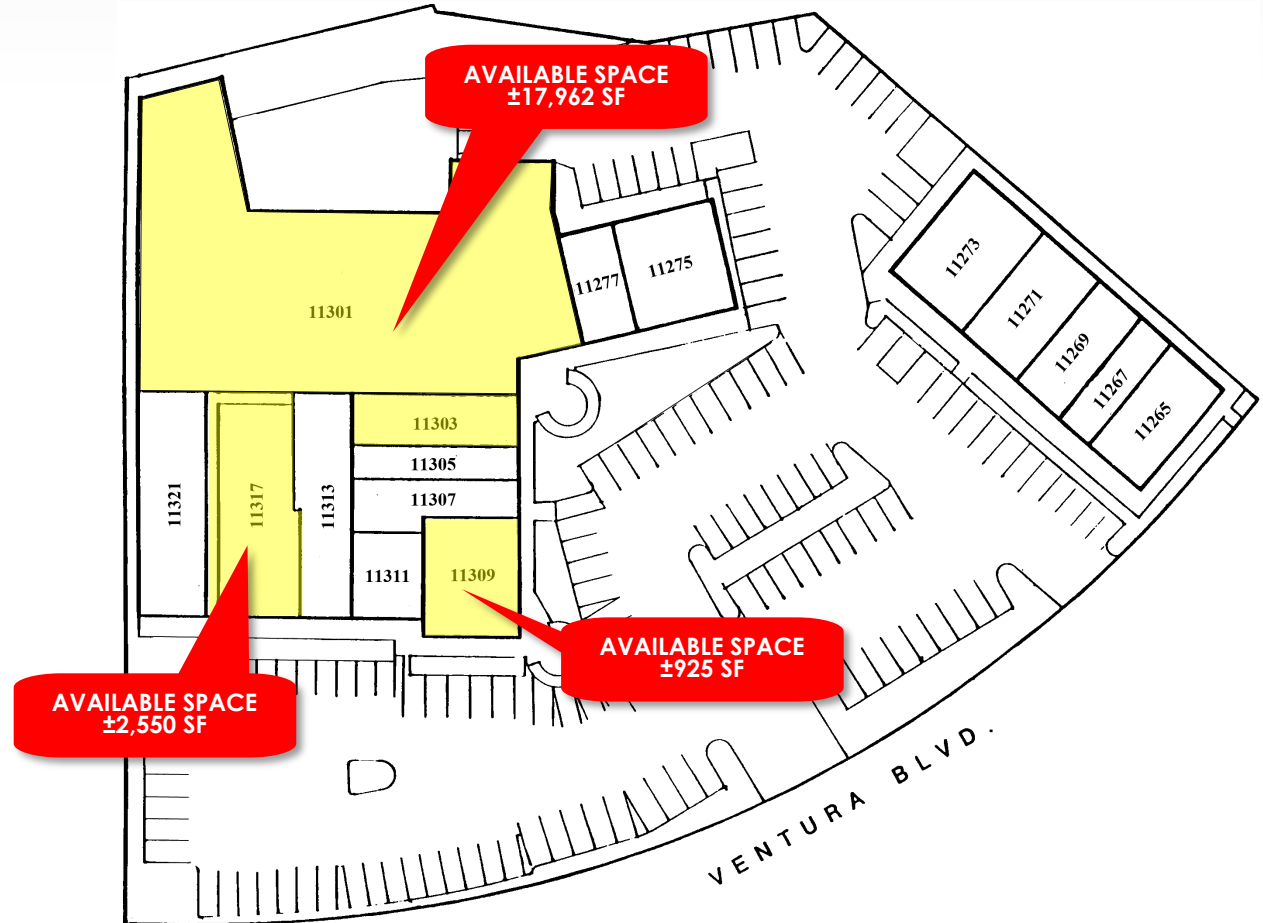 AVAILABLE SPACE
±17,962 SF
11273
11277
11275
11271
11301
11269
11267
11265
11303
11305
11307
11321
11317
11313
11311
11309
AVAILABLE SPACE
±925 SF
AVAILABLE SPACE
±2,550 SF
VENTURA BLVD.